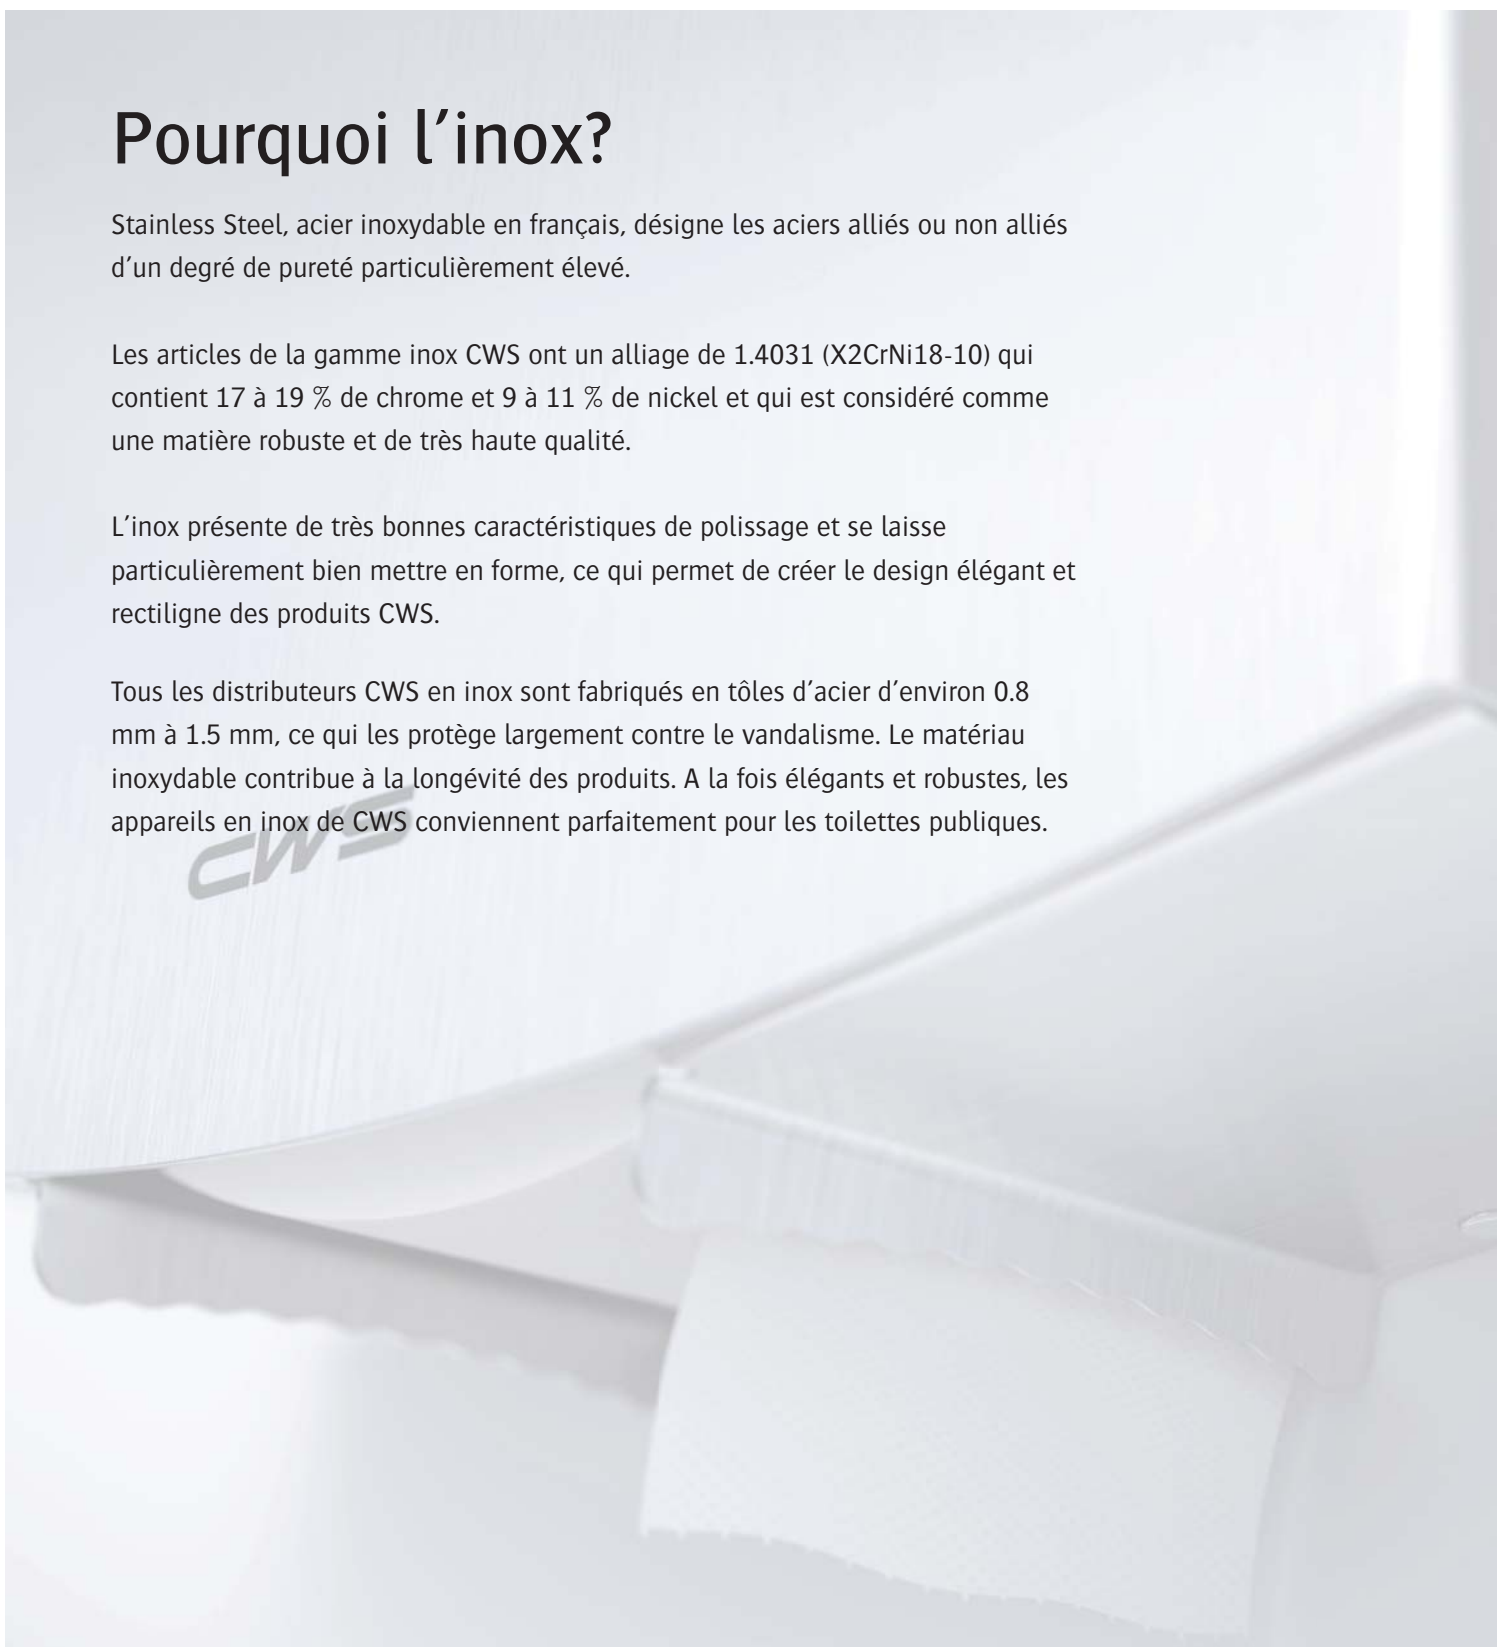 Pourquoi l′inox?
Stainless Steel, acier inoxydable en français, désigne les aciers alliés ou non alliés
d′un degré de pureté particulièrement élevé.
Les articles de la gamme inox CWS ont un alliage de 1.4031 (X2CrNi18-10) qui
contient 17 à 19 % de chrome et 9 à 11 % de nickel et qui est considéré comme
une matière robuste et de très haute qualité.
L′inox présente de très bonnes caractéristiques de polissage et se laisse
particulièrement bien mettre en forme, ce qui permet de créer le design élégant et
rectiligne des produits CWS.
Tous les distributeurs CWS en inox sont fabriqués en tôles d′acier d′environ 0.8
mm à 1.5 mm, ce qui les protège largement contre le vandalisme. Le matériau
inoxydable contribue à la longévité des produits. A la fois élégants et robustes, les
appareils en inox de CWS conviennent parfaitement pour les toilettes publiques.
CWS